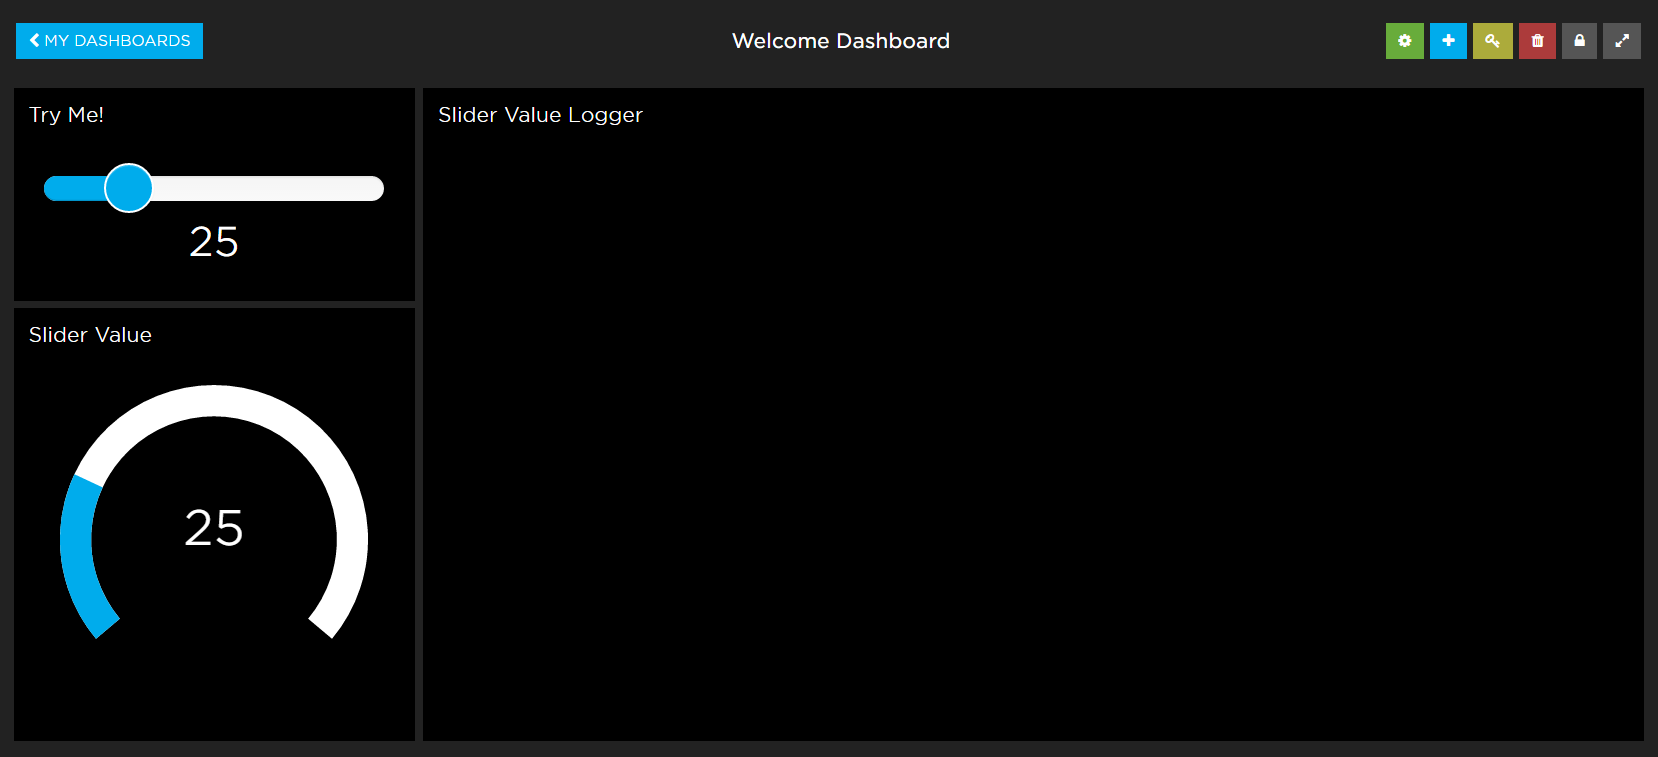 MY DASHBOARDS
Welcome Dashboard
Try Me!
25
Slider Value
25
Slider Value Logger